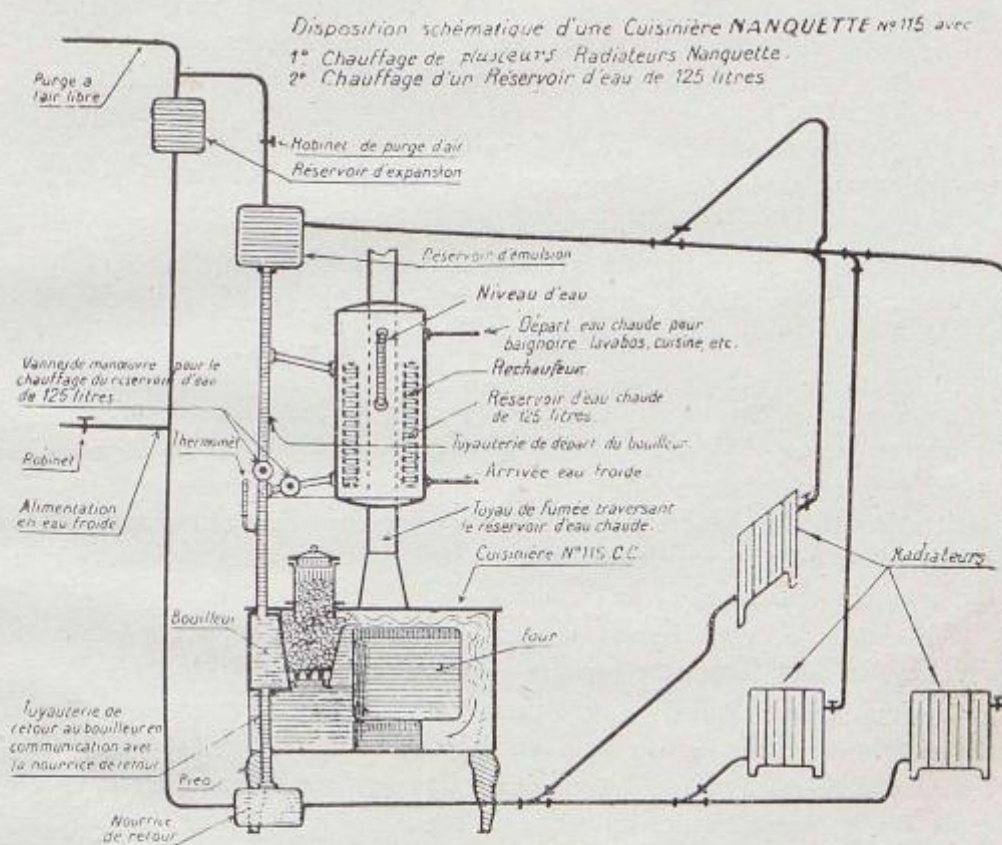 Disposition schématique d'une Cuisinière NANQUETTE N°115 avec
1° Chauffage de plusieurs Radiateurs Nanquette.
2° Chauffage d'un Réservoir d'eau de 125 litres
Purge a
l'air libre
Robinet de purge d'air
Réservoir d'expansion
Réservoir d'émulsion
Niveau d'eau
Départ eau chaude pour
baignoire lavabos, cuisine, etc.
Vannes de manœuvre pour le
chauffage du réservoir d'eau
de 125 litres
Rechauffeur
Réservoir d'eau chaude
de 125 litres.
Thermimèt
Tuyauterie de départ du bouilleur
Robinet
Arrivée eau froide
Alimentation
en eau froide
Tuyau de fumée traversant
le réservoir d'eau chaude.
Cuisinière N°115 C.C.
Radiateurs
Bouilleur
Four
Tuyauterie de
retour au bouilleur en
communication avec
la nourrice de retour
Pied
Nourrice
de retour